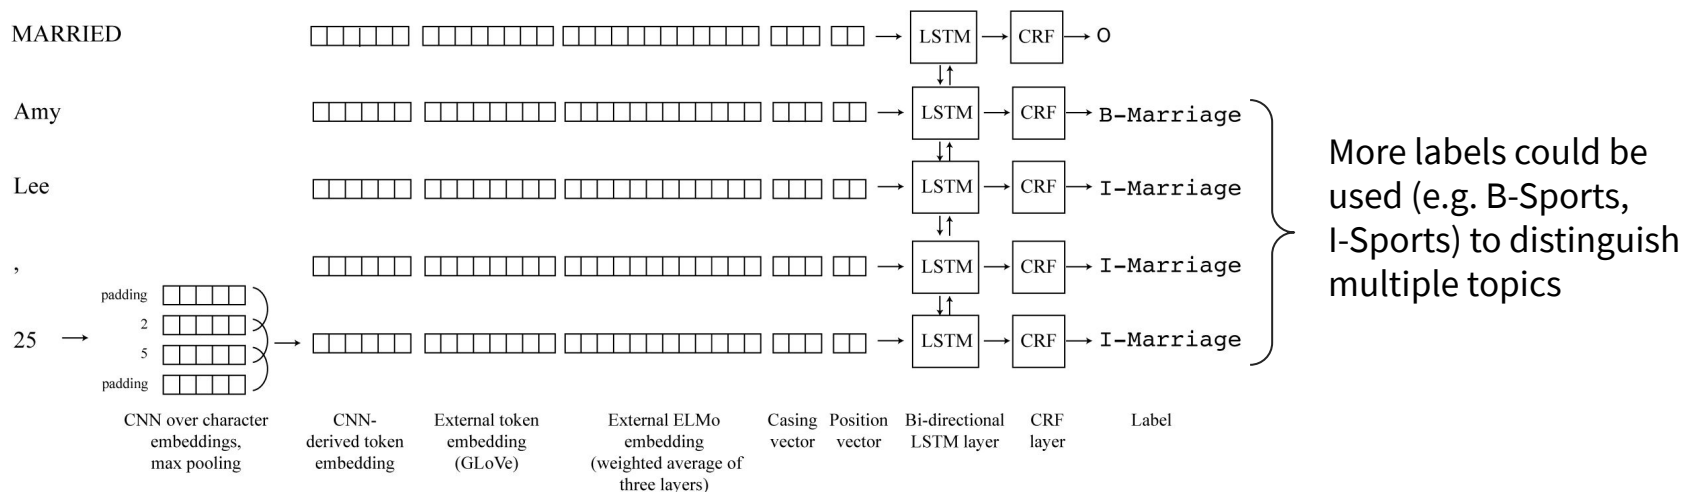 MARRIED
LSTM
CRF
O
Amy
LSTM
CRF
B-Marriage
Lee
LSTM
CRF
I-Marriage
,
LSTM
CRF
I-Marriage
25
padding
2
5
padding
LSTM
CRF
I-Marriage
More labels could be
used (e.g. B-Sports,
I-Sports) to distinguish
multiple topics
CNN over character
embeddings,
max pooling
CNN-
derived token
embedding
External token
embedding
(GLoVe)
External ELMo
embedding
(weighted average of
three layers)
Casing
vector
Position
vector
Bi-directional
LSTM layer
CRF
layer
Label